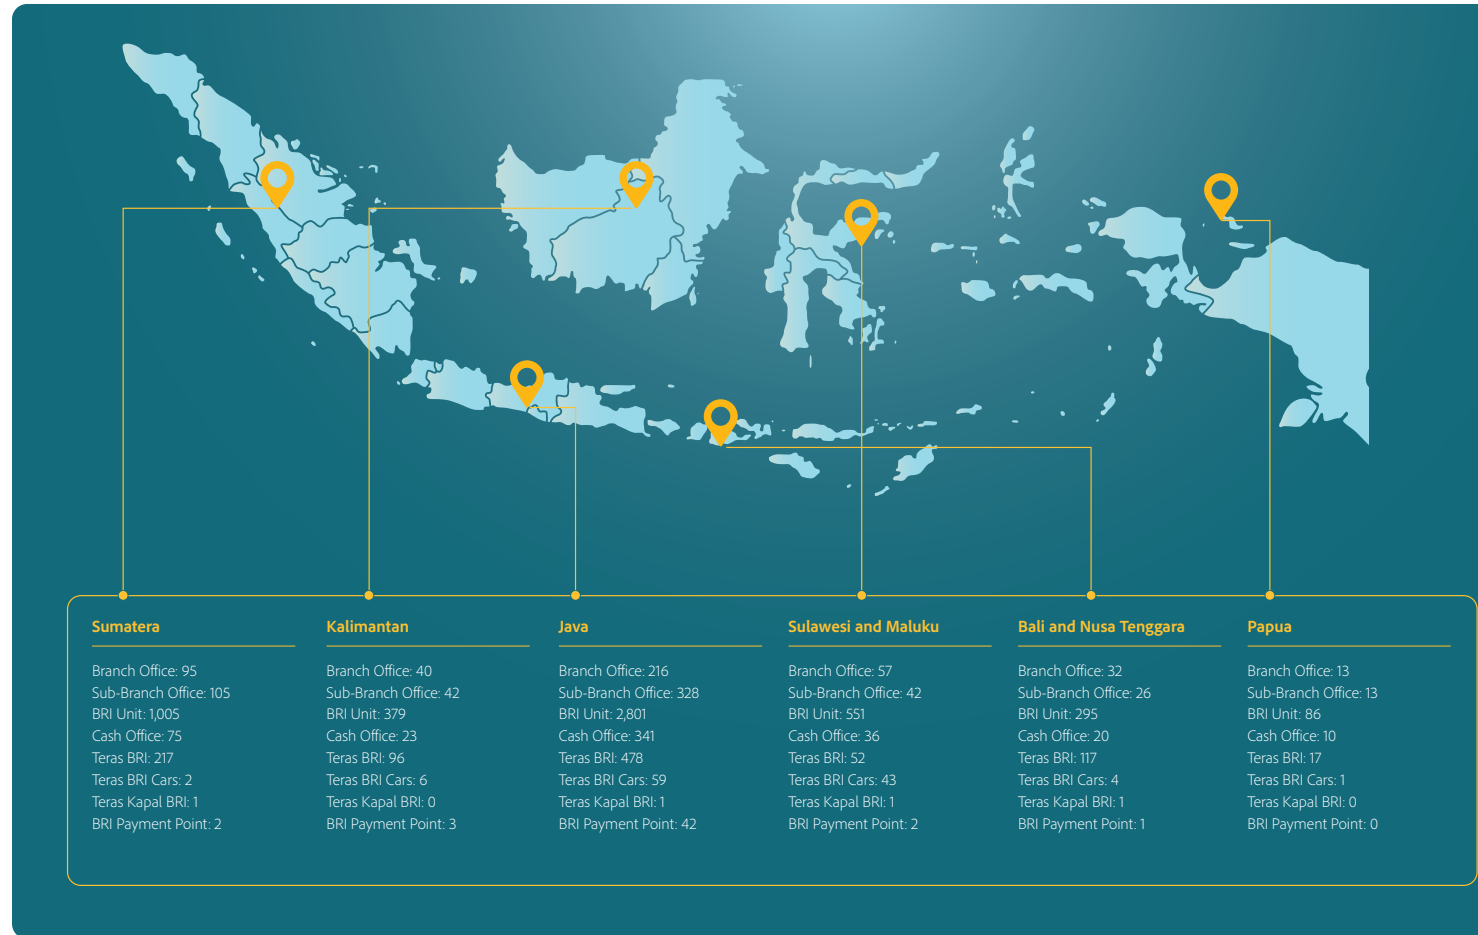 Sumatera
Branch Office: 95
Sub-Branch Office: 105
BRI Unit: 1,005
Cash Office: 75
Teras BRI: 217
Teras BRI Cars: 2
Teras Kapal BRI: 1
BRI Payment Point: 2
Kalimantan
Branch Office: 40
Sub-Branch Office: 42
BRI Unit: 379
Cash Office: 23
Teras BRI: 96
Teras BRI Cars: 6
Teras Kapal BRI: 0
BRI Payment Point: 3
Java
Branch Office: 216
Sub-Branch Office: 328
BRI Unit: 2,801
Cash Office: 341
Teras BRI: 478
Teras BRI Cars: 59
Teras Kapal BRI: 1
BRI Payment Point: 42
Sulawesi and Maluku
Branch Office: 57
Sub-Branch Office: 42
BRI Unit: 551
Cash Office: 36
Teras BRI: 52
Teras BRI Cars: 43
Teras Kapal BRI: 1
BRI Payment Point: 2
Bali and Nusa Tenggara
Branch Office: 32
Sub-Branch Office: 26
BRI Unit: 295
Cash Office: 20
Teras BRI: 117
Teras BRI Cars: 4
Teras Kapal BRI: 1
BRI Payment Point: 1
Papua
Branch Office: 13
Sub-Branch Office: 13
BRI Unit: 86
Cash Office: 10
Teras BRI: 17
Teras BRI Cars: 1
Teras Kapal BRI: 0
BRI Payment Point: 0